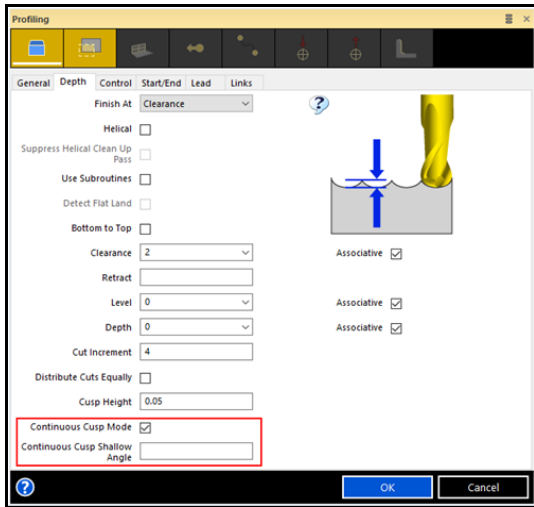 Profiling
General Depth Control Start/End Lead Links
Finish At Clearance
Helical
Suppress Helical Clean Up
Pass
Use Subroutines
Detect Flat Land
Bottom to Top
Clearance 2 Associative
Retract
Level 0 Associative
Depth 0 Associative
Cut Increment 4
Distribute Cuts Equally
Cusp Height 0.05
Continuous Cusp Mode
Continuous Cusp Shallow
Angle
OK Cancel